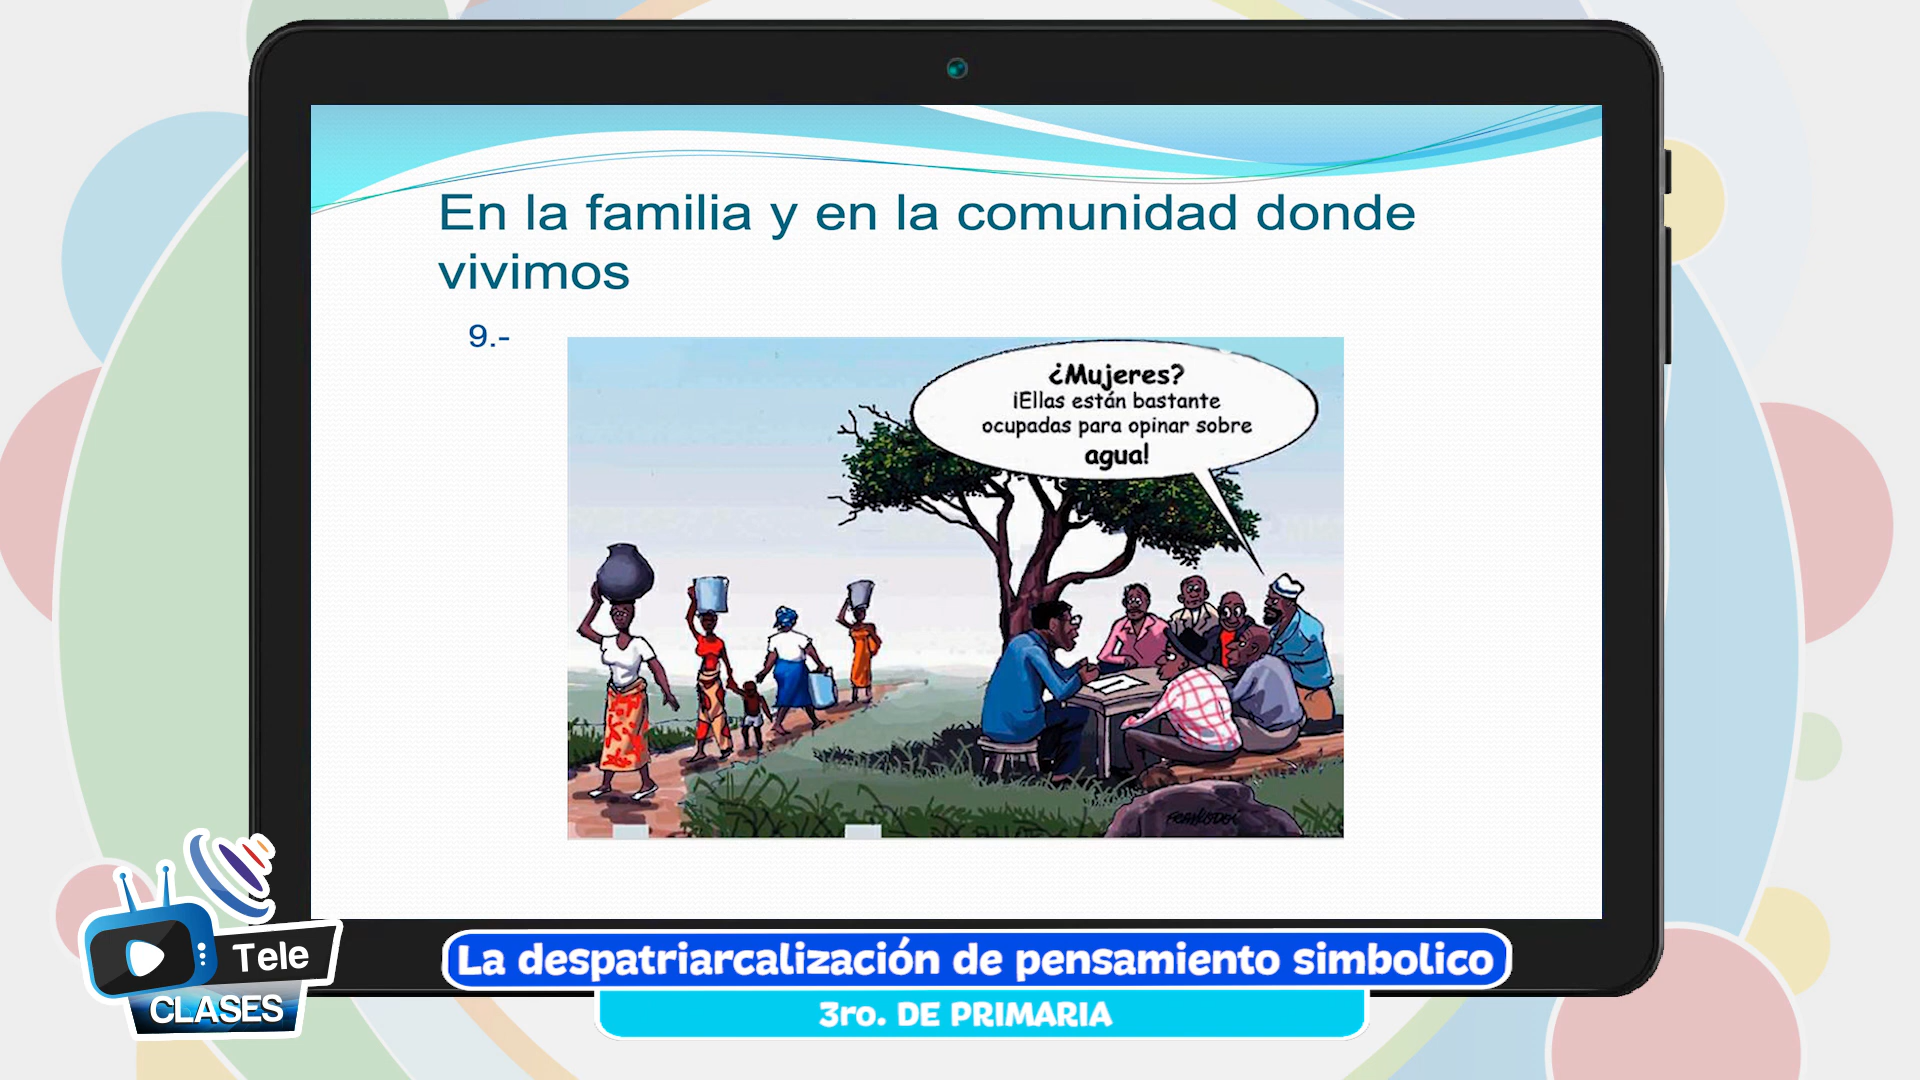 En la familia y en la comunidad donde
vivimos
9.-
¿Mujeres?
¡Ellas están bastante
ocupadas para opinar sobre
agua!
Tele
CLASES
La despatriarcalización de pensamiento simbolico
3ro. DE PRIMARIA